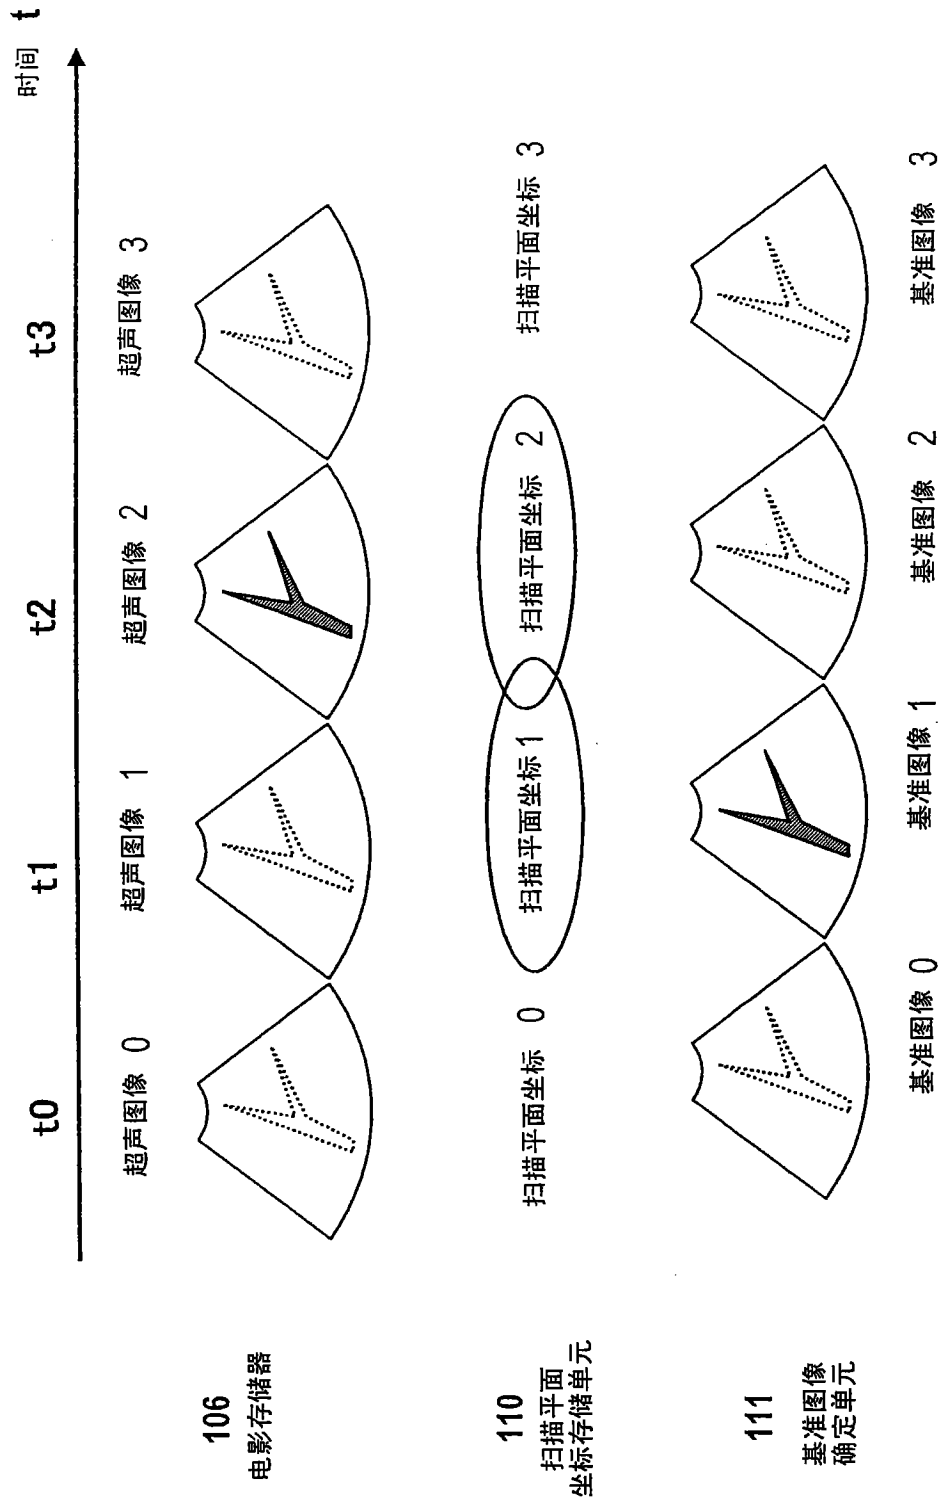 时间 t
t0 t1 t2 t3
106
电影存储器
超声图像 0
超声图像 1
超声图像 2
超声图像 3
110
扫描平面
坐标存储单元
扫描平面坐标 0
扫描平面坐标 1
扫描平面坐标 2
扫描平面坐标 3
111
基准图像
确定单元
基准图像 0
基准图像 1
基准图像 2
基准图像 3